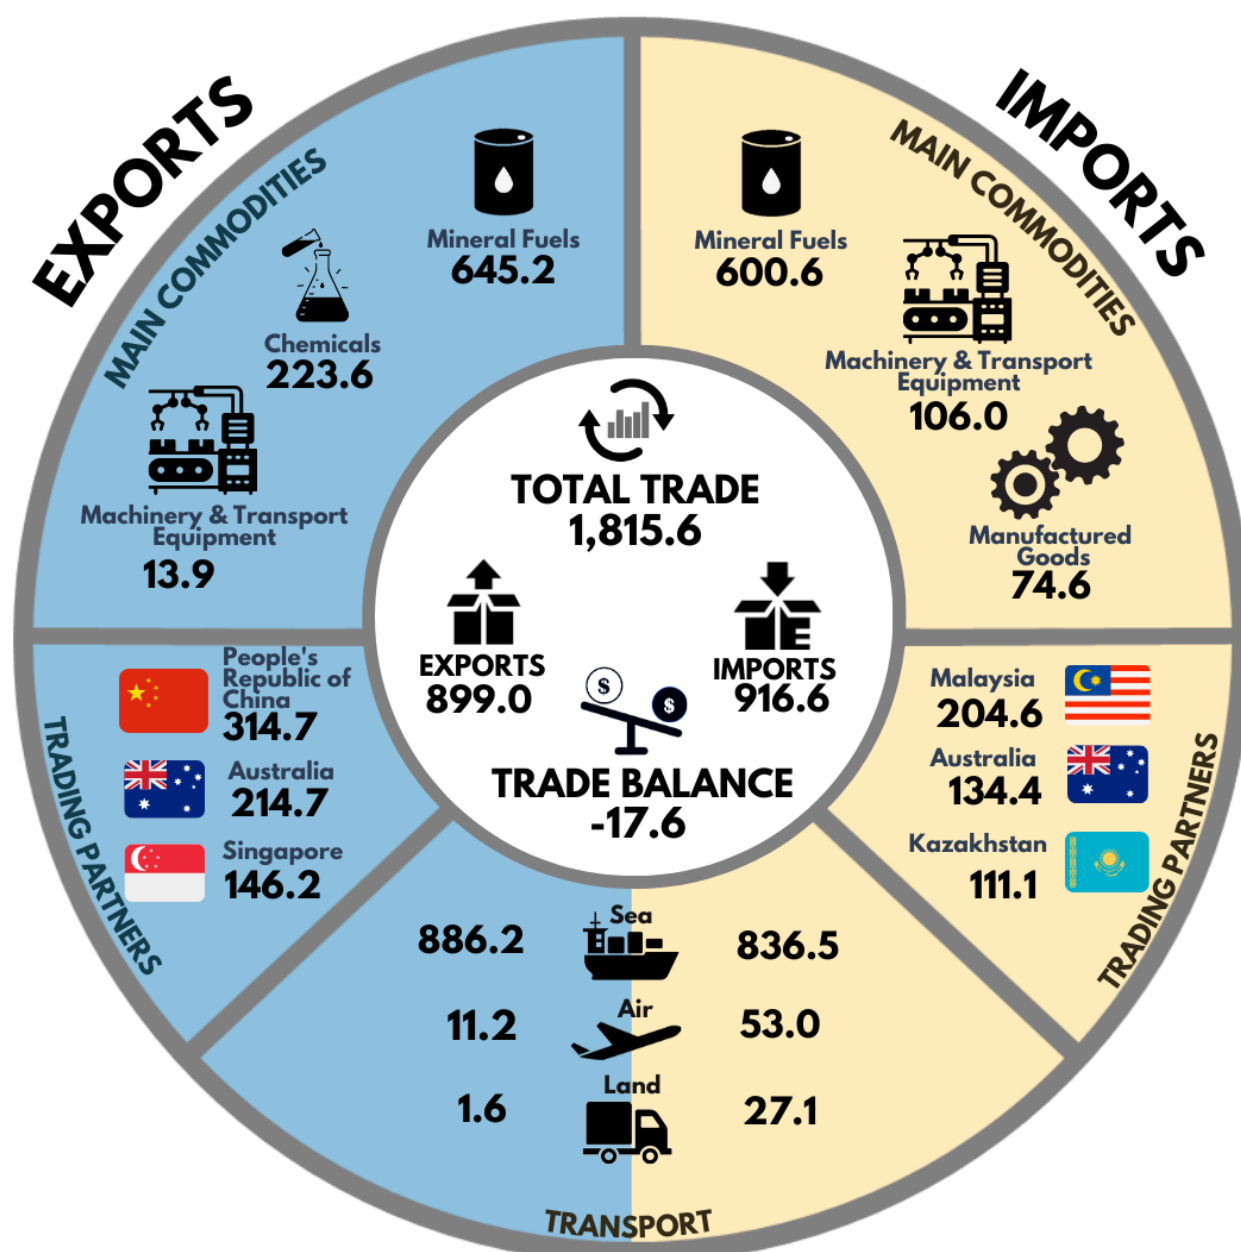 EXPORTS
MAIN COMMODITIES
Mineral Fuels
645.2
Chemicals
223.6
Machinery & Transport
Equipment
13.9
IMPORTS
MAIN COMMODITIES
Mineral Fuels
600.6
Machinery & Transport
Equipment
106.0
Manufactured
Goods
74.6
TOTAL TRADE
1,815.6
EXPORTS
899.0
IMPORTS
916.6
$
$
TRADE BALANCE
-17.6
TRADING PARTNERS
People's
Republic of
China
314.7
Australia
214.7
Singapore
146.2
TRADING PARTNERS
Malaysia
204.6
Australia
134.4
Kazakhstan
111.1
Sea
886.2
836.5
Air
11.2
53.0
Land
1.6
27.1
TRANSPORT